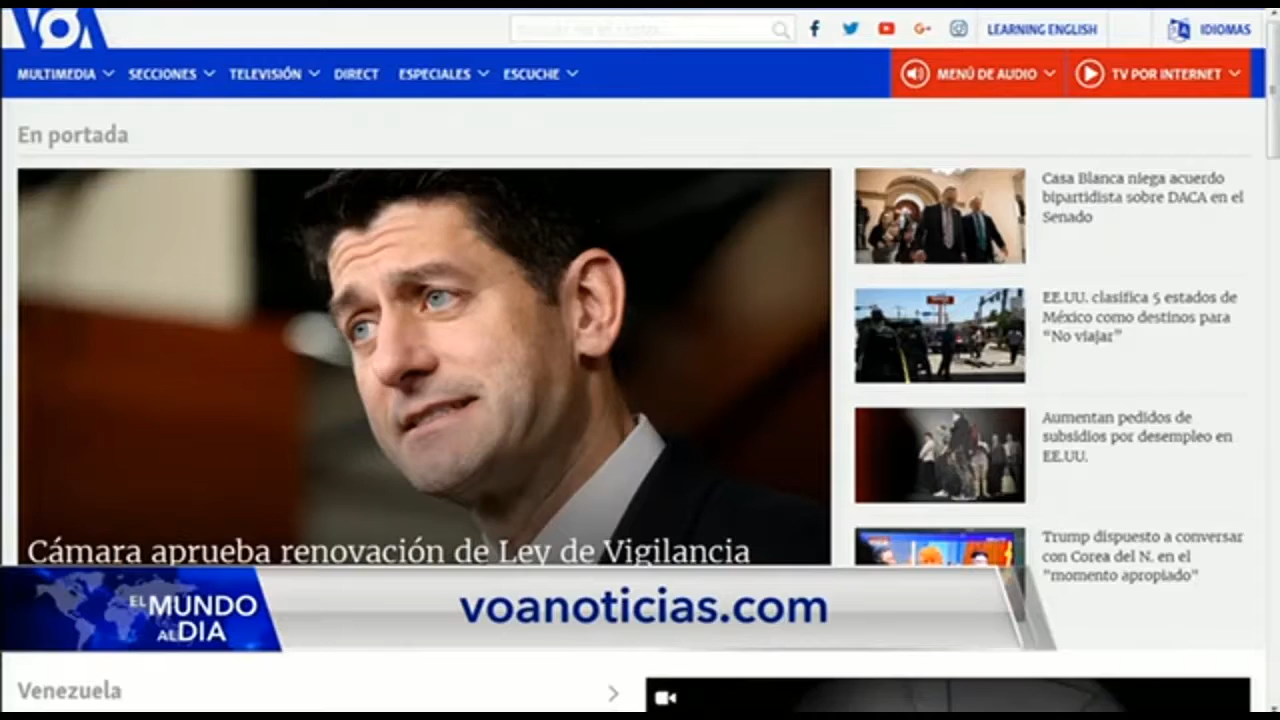 VOA
LEARNING ENGLISH
IDIOMAS
MULTIMEDIA SECCIONES TELEVISIÓN DIRECT ESPECIALES ESCUCHE
MENÚ DE AUDIO
TV POR INTERNET
En portada
Cámara aprueba renovación de Ley de Vigilancia
Casa Blanca niega acuerdo
bipartidista sobre DACA en el
Senado
EE.UU. clasifica 5 estados de
México como destinos para
“No viajar”
Aumentan pedidos de
subsidios por desempleo en
EE.UU.
Trump dispuesto a conversar
con Corea del N. en el
"momento apropiado"
EL MUNDO
AL DIA
voanoticias.com
Venezuela